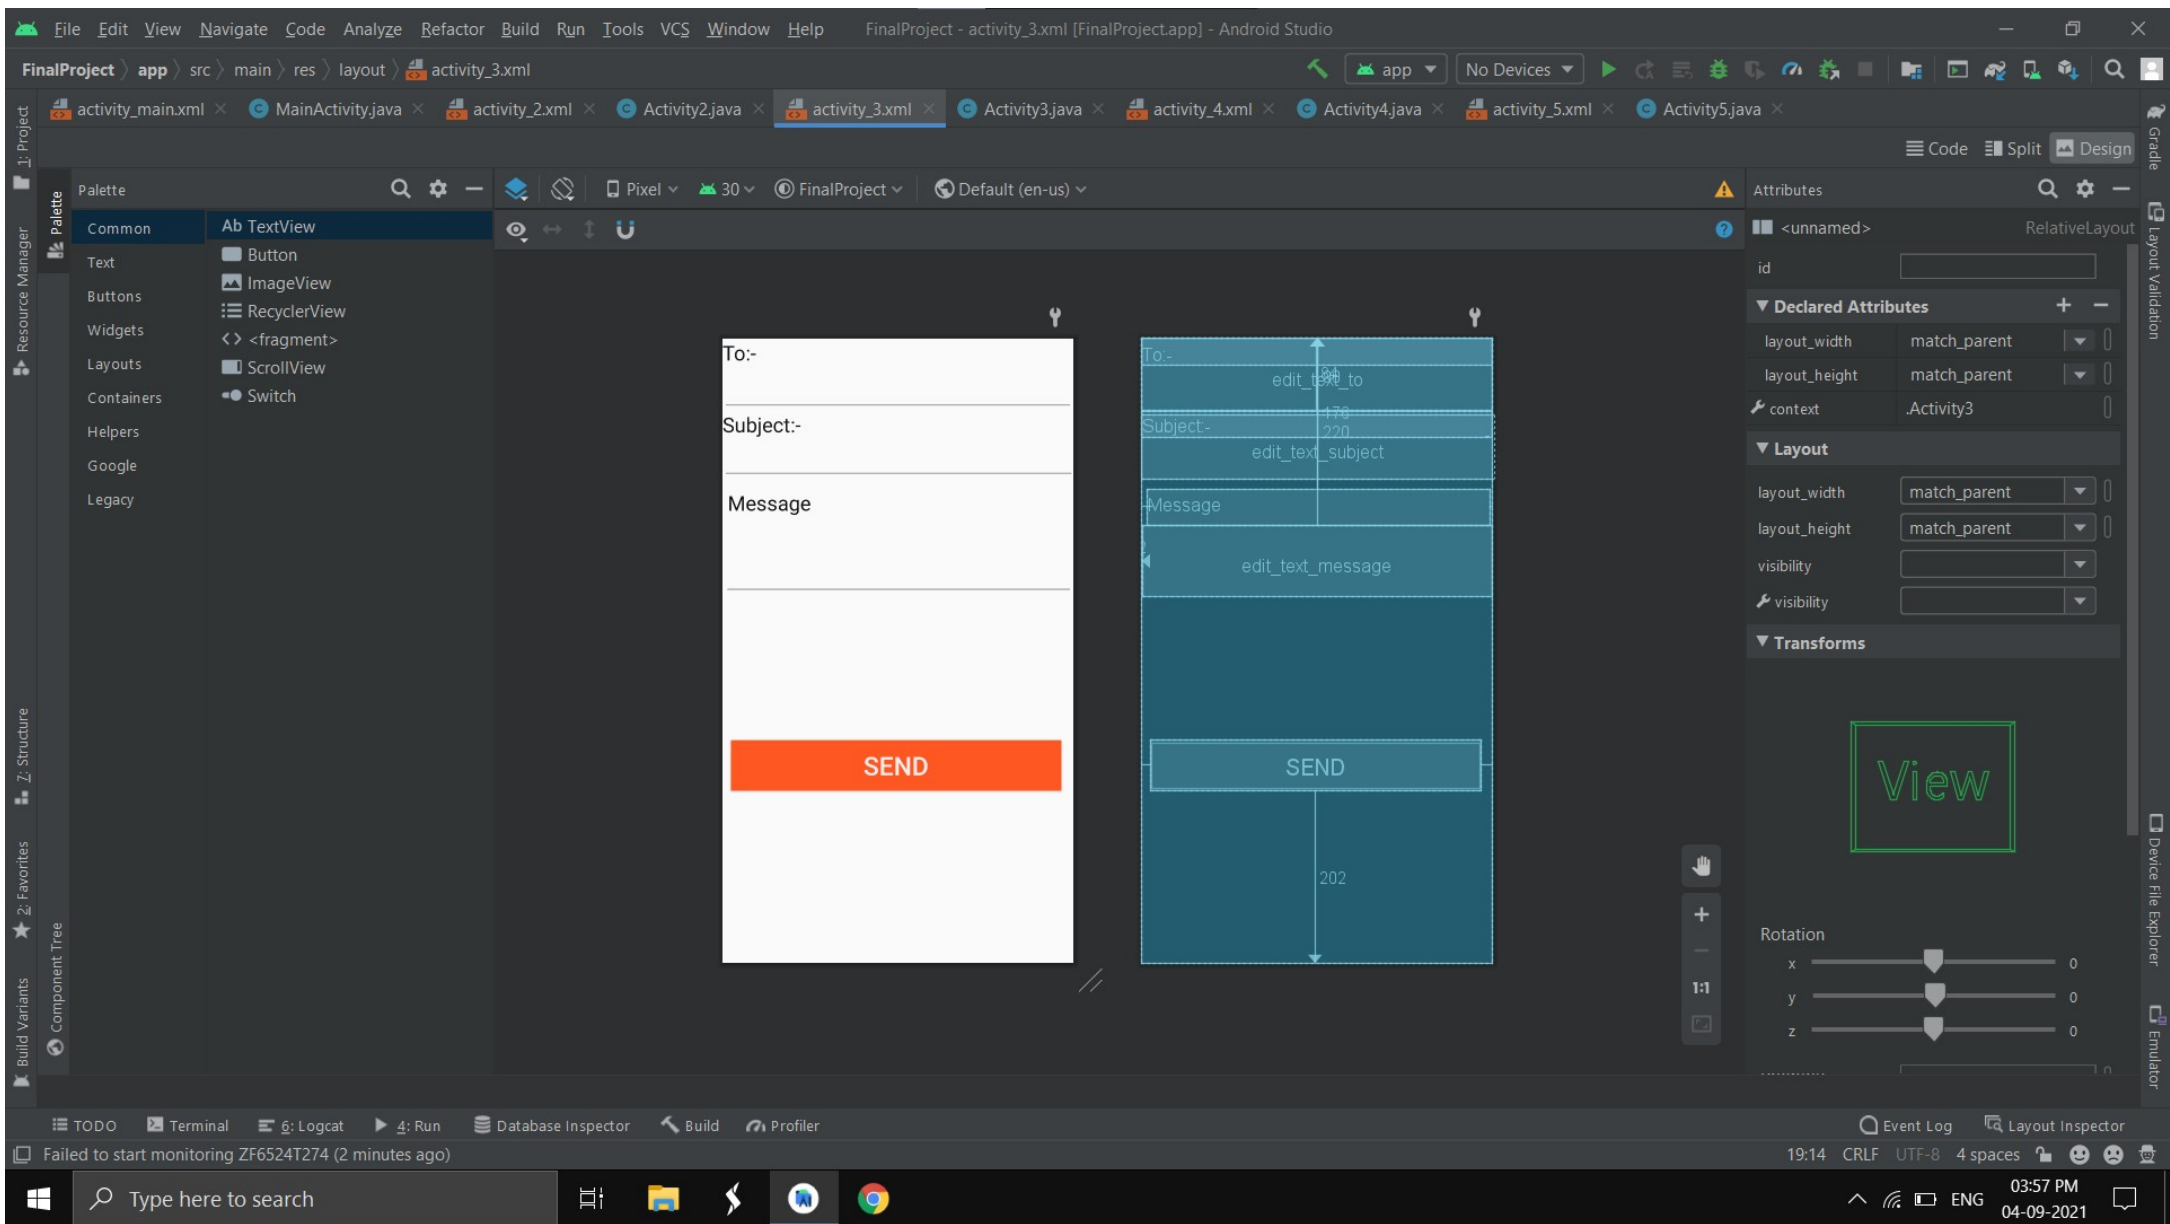 File Edit View Navigate Code Analyze Refactor Build Run Tools VCS Window Help FinalProject - activity_3.xml [FinalProject.app] - Android Studio
FinalProject app src main res layout activity_3.xml app No Devices
activity_main.xml MainActivity.java activity_2.xml Activity2.java activity_3.xml Activity3.java activity_4.xml Activity4.java activity_5.xml Activity5.java
Code Split Design
1: Project
Resource Manager
7: Structure
2: Favorites
Build Variants
Palette
Component Tree
Palette
Common
Text
Buttons
Widgets
Layouts
Containers
Helpers
Google
Legacy
Ab TextView
Button
ImageView
RecyclerView
<> <fragment>
ScrollView
Switch
Pixel 30 FinalProject Default (en-us)
To:-
Subject:-
Message
SEND
To:-
edit_text_to
Subject:-
220
edit_text_subject
Message
edit_text_message
SEND
202
1:1
Attributes
<unnamed> RelativeLayout
id
Declared Attributes
layout_width match_parent
layout_height match_parent
context .Activity3
Layout
layout_width match_parent
layout_height match_parent
visibility
visibility
Transforms
View
Rotation
x 0
y 0
z 0
Gradle
Layout Validation
Device File Explorer
Emulator
TODO Terminal 6: Logcat 4: Run Database Inspector Build Profiler Event Log Layout Inspector
Failed to start monitoring ZF6524T274 (2 minutes ago) 19:14 CRLF UTF-8 4 spaces
Type here to search ENG 03:57 PM
04-09-2021